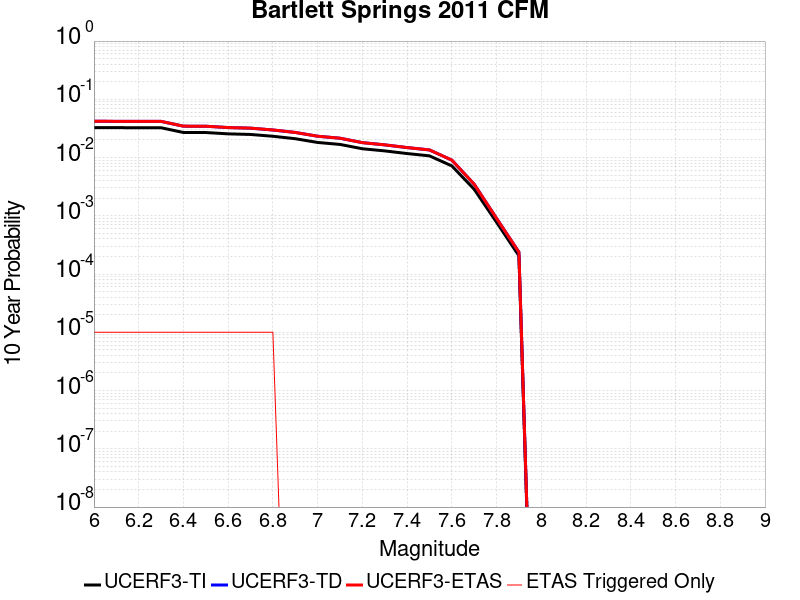 Bartlett Springs 2011 CFM
10 Year Probability
10^0
10^-1
10^-2
10^-3
10^-4
10^-5
10^-6
10^-7
10^-8
6 6.2 6.4 6.6 6.8 7 7.2 7.4 7.6 7.8 8 8.2 8.4 8.6 8.8 9
Magnitude
UCERF3-TI UCERF3-TD UCERF3-ETAS ETAS Triggered Only